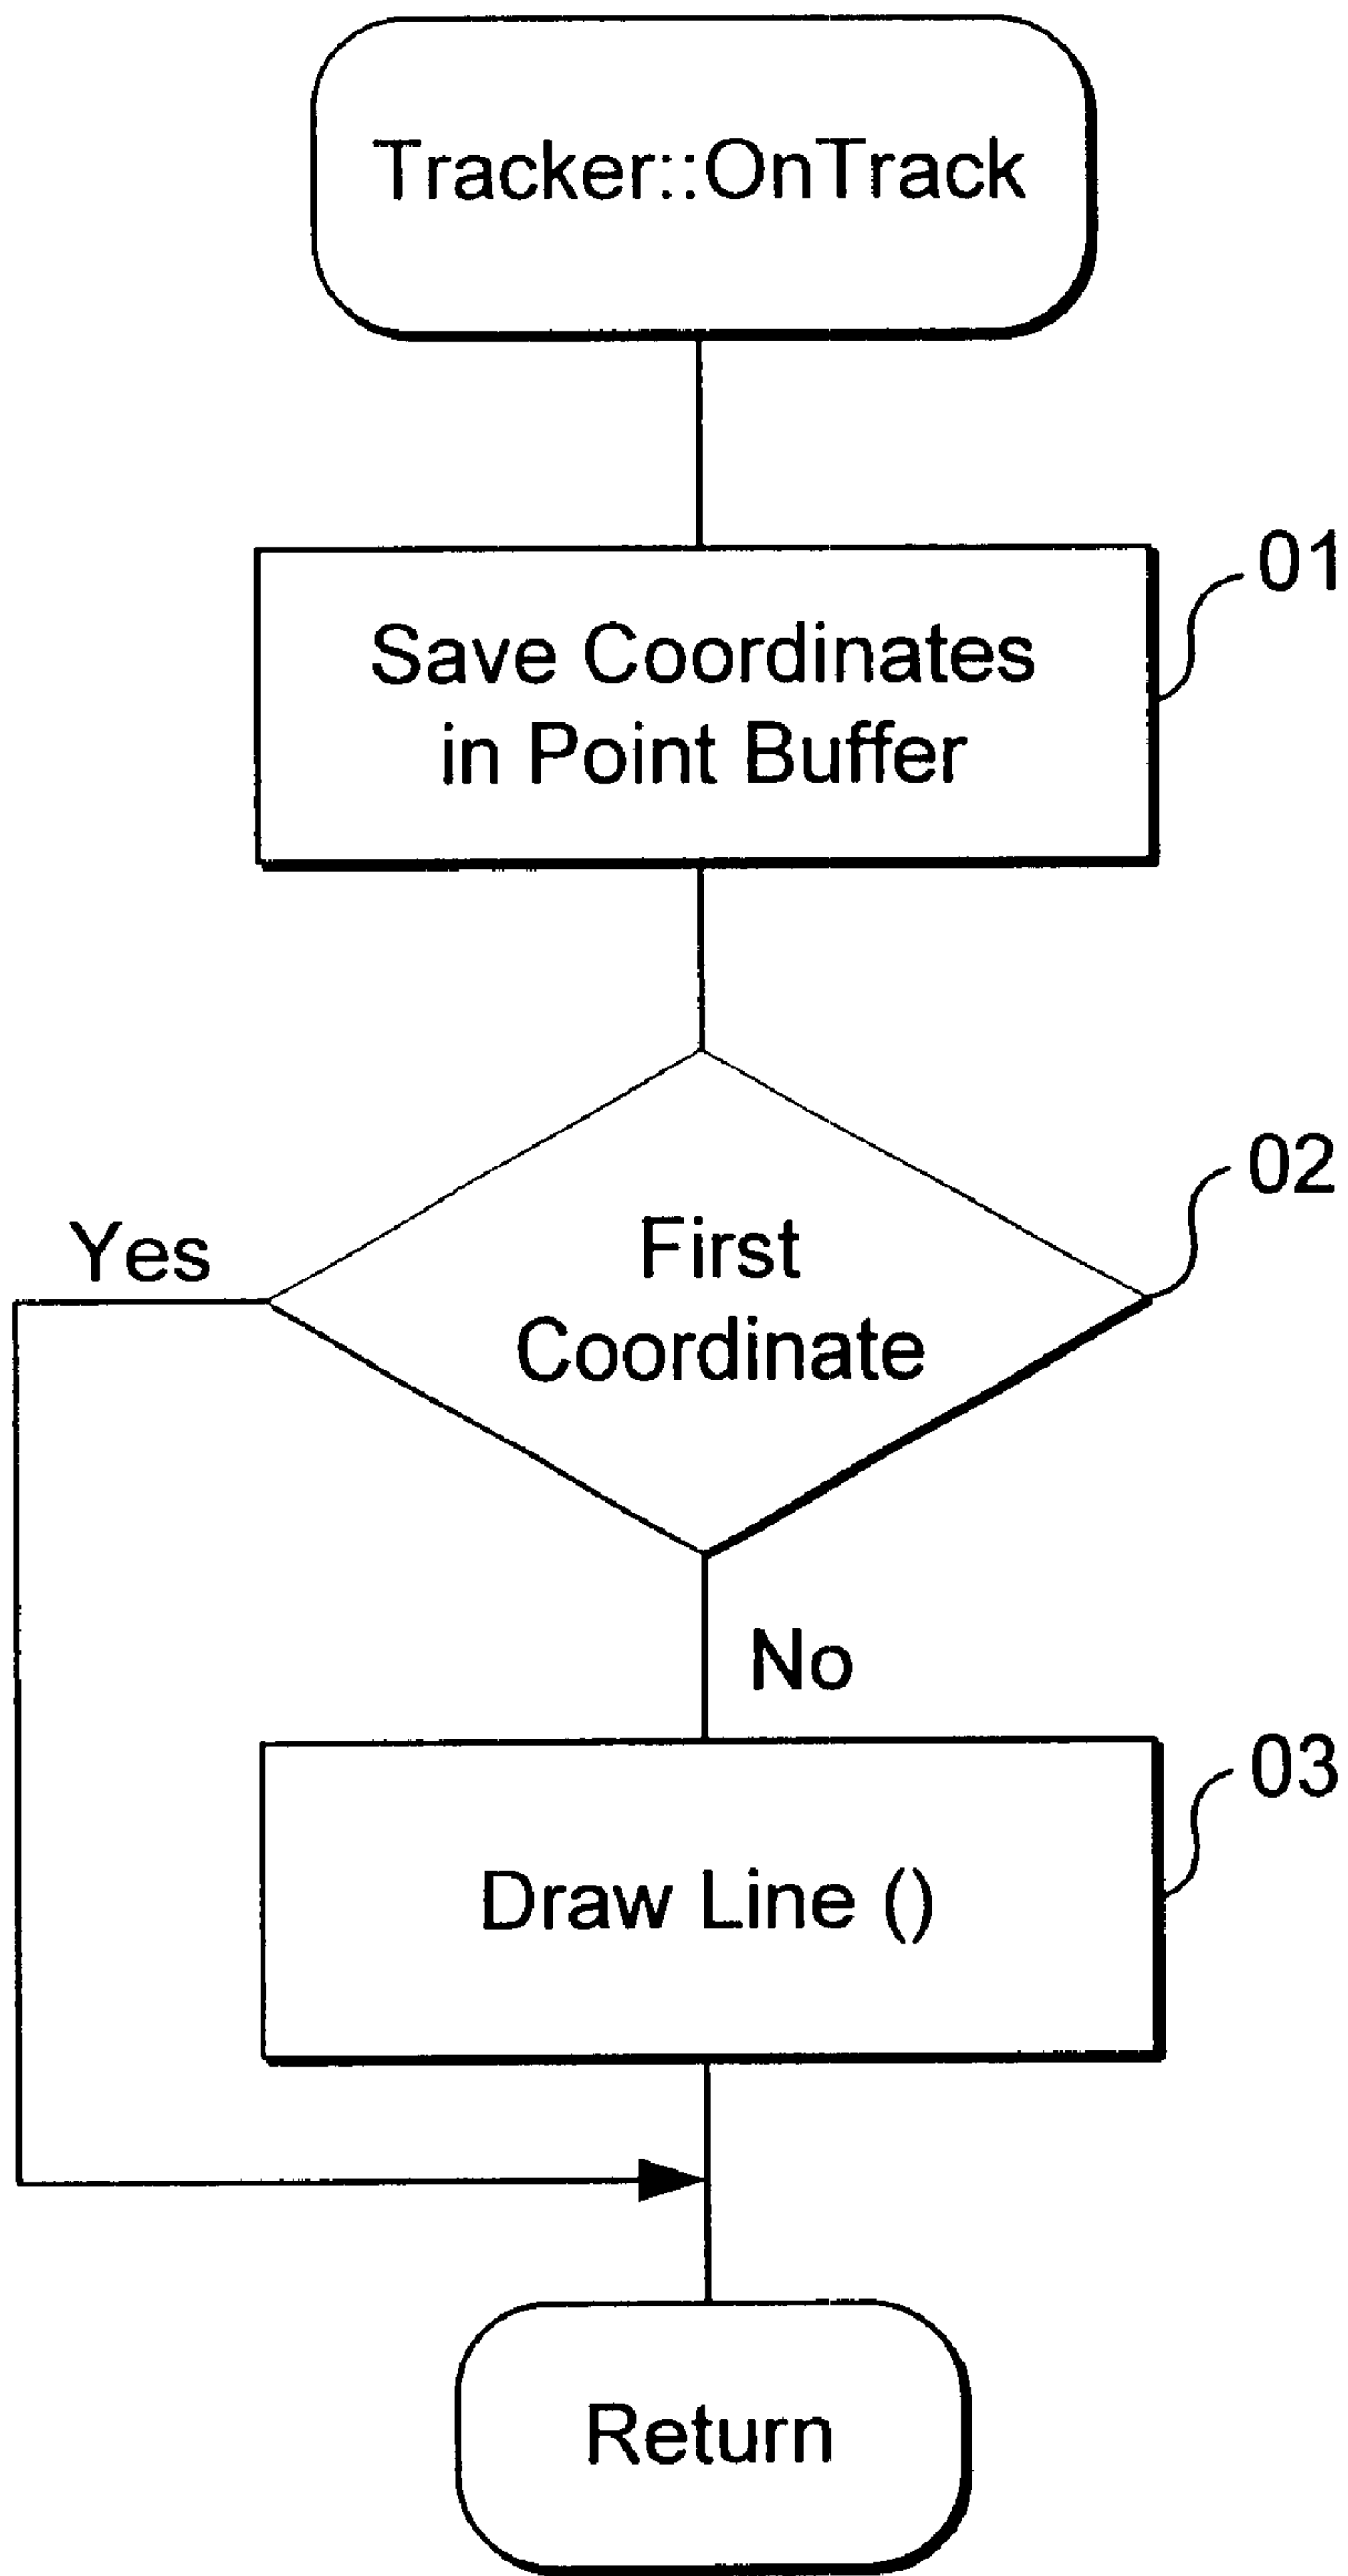 Tracker::OnTrack
01
Save Coordinates
in Point Buffer
02
Yes
First
Coordinate
No
03
Draw Line ()
Return